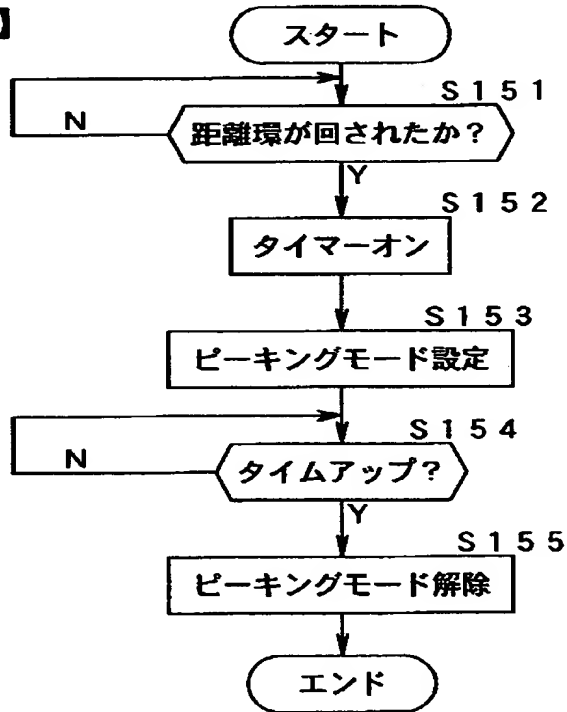 】
スタート
S151
N
距離環が回されたか?
Y
S152
タイマーオン
S153
ピーキングモード設定
S154
N
タイムアップ?
Y
S155
ピーキングモード解除
エンド